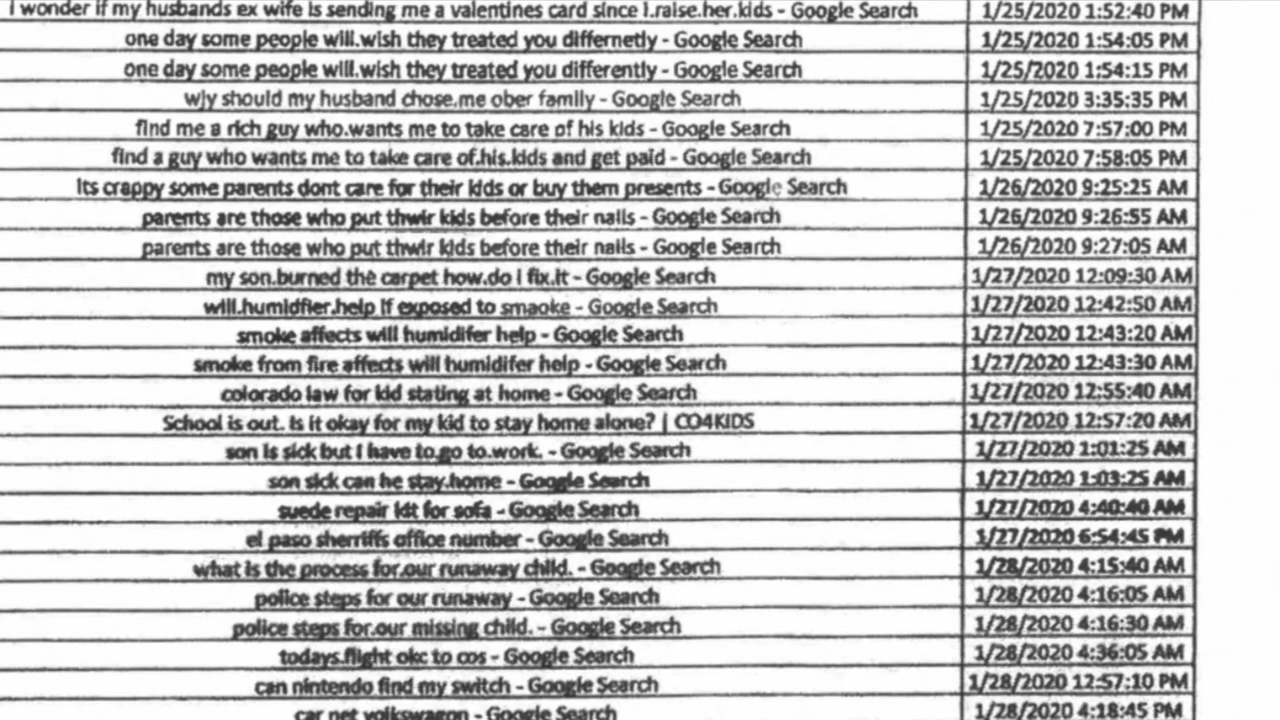 I wonder if my husbands ex wife is sending me a valentines card since i.raise.her.kids - Google Search 1/25/2020 1:52:40 PM
one day some people will.wish they treated you differnetly - Google Search 1/25/2020 1:54:05 PM
one day some people will.wish they treated you differently - Google Search 1/25/2020 1:54:15 PM
wjy should my husband chose.me ober family - Google Search 1/25/2020 3:35:35 PM
find me a rich guy who.wants me to take care of his kids - Google Search 1/25/2020 7:57:00 PM
find a guy who wants me to take care of.his.kids and get paid - Google Search 1/25/2020 7:58:05 PM
Its crappy some parents dont care for their kids or buy them presents - Google Search 1/26/2020 9:25:25 AM
parents are those who put thwir kids before their nails - Google Search 1/26/2020 9:26:55 AM
parents are those who put thwir kids before their nails - Google Search 1/26/2020 9:27:05 AM
my son.burned the carpet how.do i fix.it - Google Search 1/27/2020 12:09:30 AM
will.humidfier.help if exposed to smaoke - Google Search 1/27/2020 12:42:50 AM
smoke affects will humidifer help - Google Search 1/27/2020 12:43:20 AM
smoke from fire affects will humidifer help - Google Search 1/27/2020 12:43:30 AM
colorado law for kid stating at home - Google Search 1/27/2020 12:55:40 AM
School is out. Is it okay for my kid to stay home alone? | CO4KIDS 1/27/2020 12:57:20 AM
son is sick but I have to.go to.work. - Google Search 1/27/2020 1:01:25 AM
son sick can he stay.home - Google Search 1/27/2020 1:03:25 AM
suede repair kit for sofa - Google Search 1/27/2020 4:40:40 AM
el paso sherriffs office number - Google Search 1/27/2020 6:54:45 PM
what is the process for.our runaway child. - Google Search 1/28/2020 4:15:40 AM
police steps for our runaway - Google Search 1/28/2020 4:16:05 AM
police steps for.our missing child. - Google Search 1/28/2020 4:16:30 AM
todays.flight okc to cos - Google Search 1/28/2020 4:36:05 AM
can nintendo find my switch - Google Search 1/28/2020 12:57:10 PM
car net volkswagon - Google Search 1/28/2020 4:18:45 PM